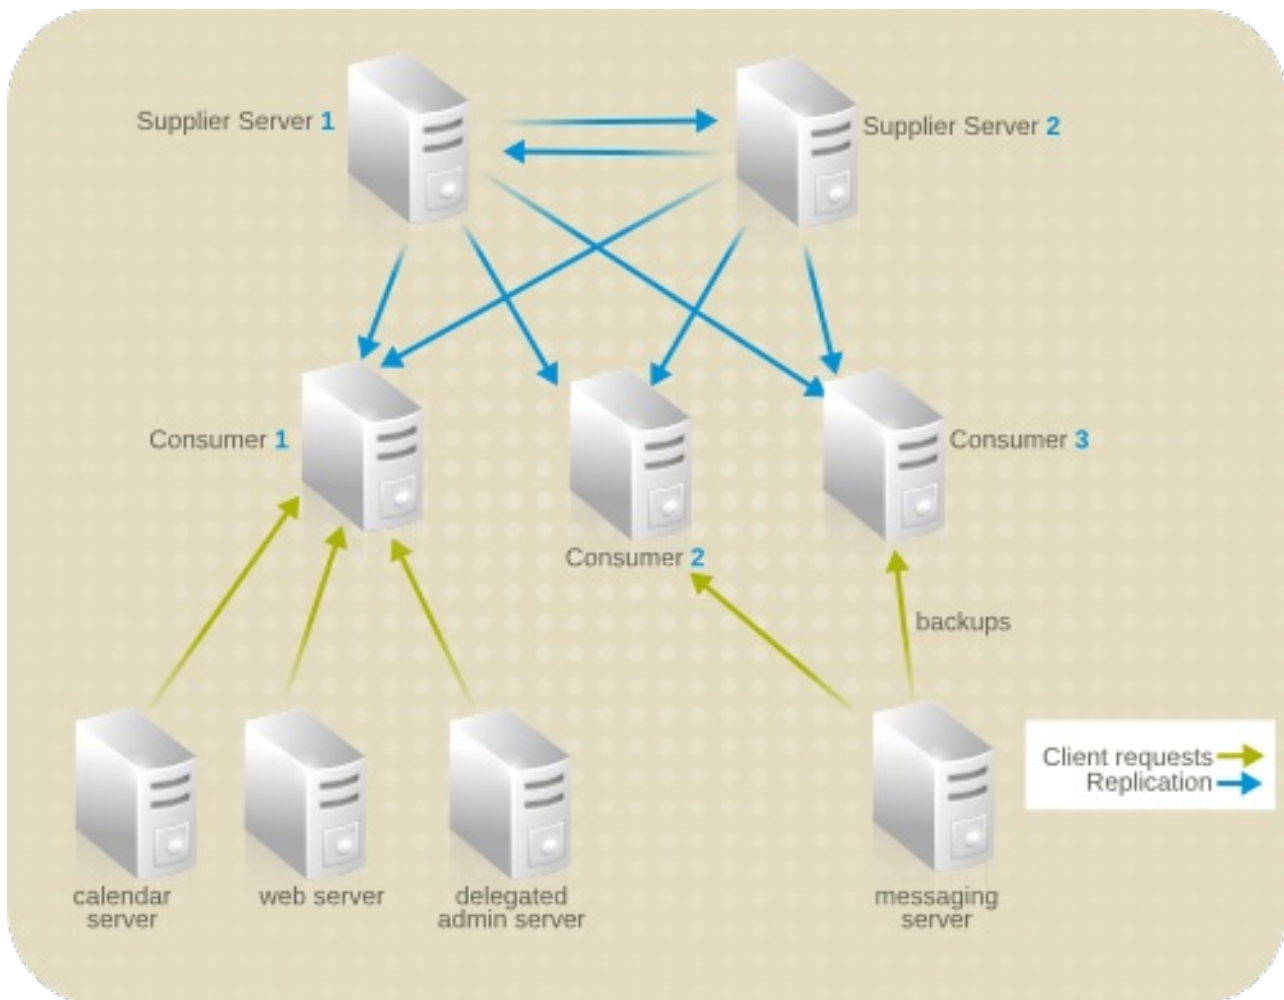 Supplier Server 1
Supplier Server 2
Consumer 1
Consumer 3
Consumer 2
backups
Client requests
Replication
calendar
server
web server
delegated
admin server
messaging
server